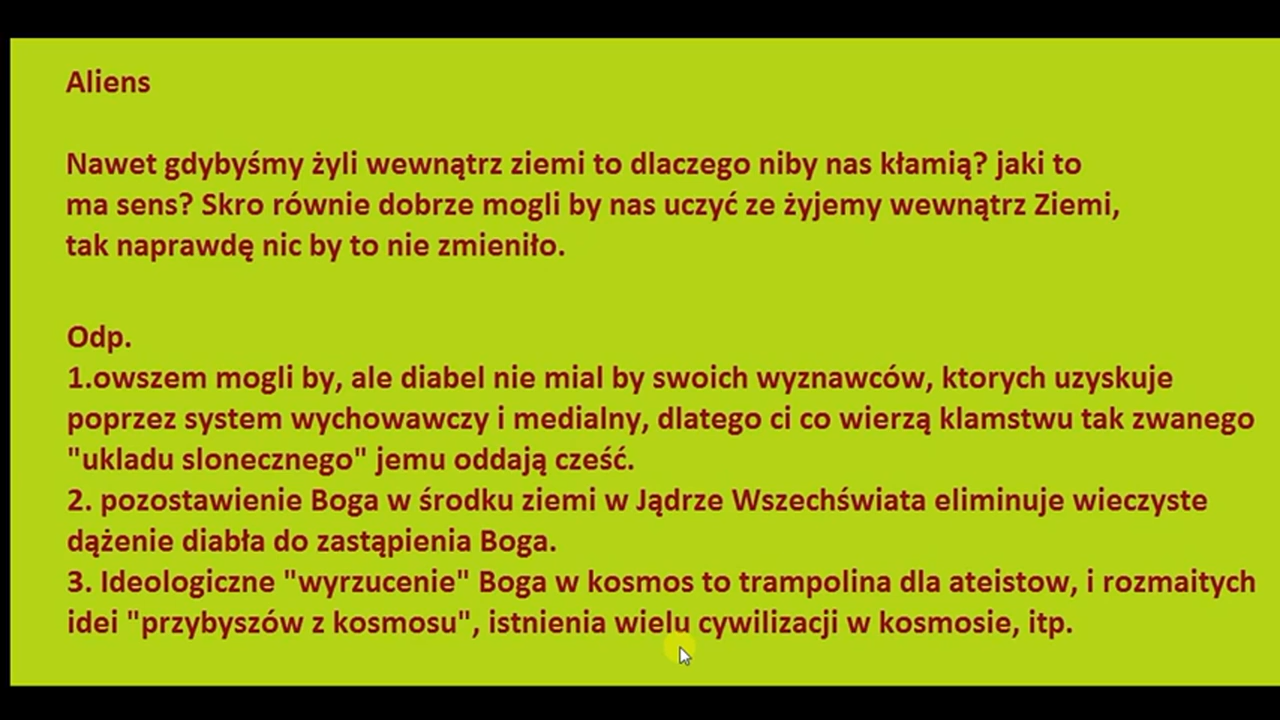 Aliens
Nawet gdybyśmy żyli wewnątrz ziemi to dlaczego niby nas kłamią? jaki to
ma sens? Skro równie dobrze mogli by nas uczyć ze żyjemy wewnątrz Ziemi,
tak naprawdę nic by to nie zmieniło.
Odp.
1.owszem mogli by, ale diabel nie mial by swoich wyznawców, ktorych uzyskuje
poprzez system wychowawczy i medialny, dlatego ci co wierzą klamstwu tak zwanego
"ukladu slonecznego" jemu oddają cześć.
2. pozostawienie Boga w środku ziemi w Jądrze Wszechświata eliminuje wieczyste
dążenie diabła do zastąpienia Boga.
3. Ideologiczne "wyrzucenie" Boga w kosmos to trampolina dla ateistow, i rozmaitych
idei "przybyszów z kosmosu", istnienia wielu cywilizacji w kosmosie, itp.